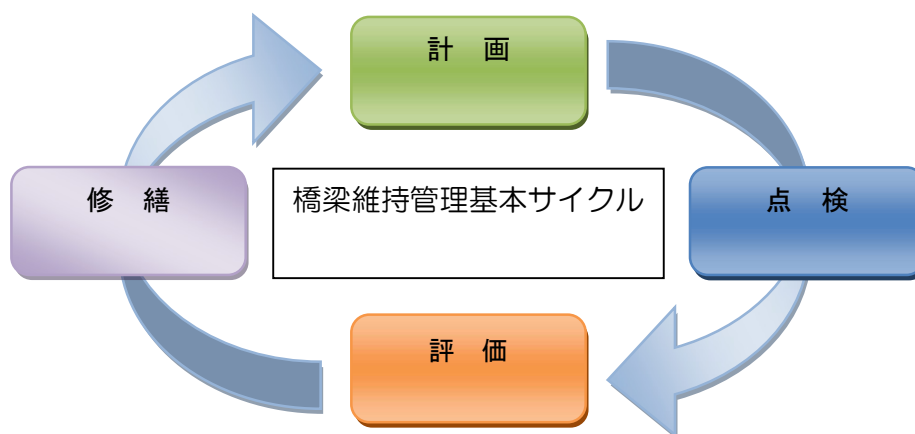 計　画
修　繕
橋梁維持管理基本サイクル
点　検
評　価